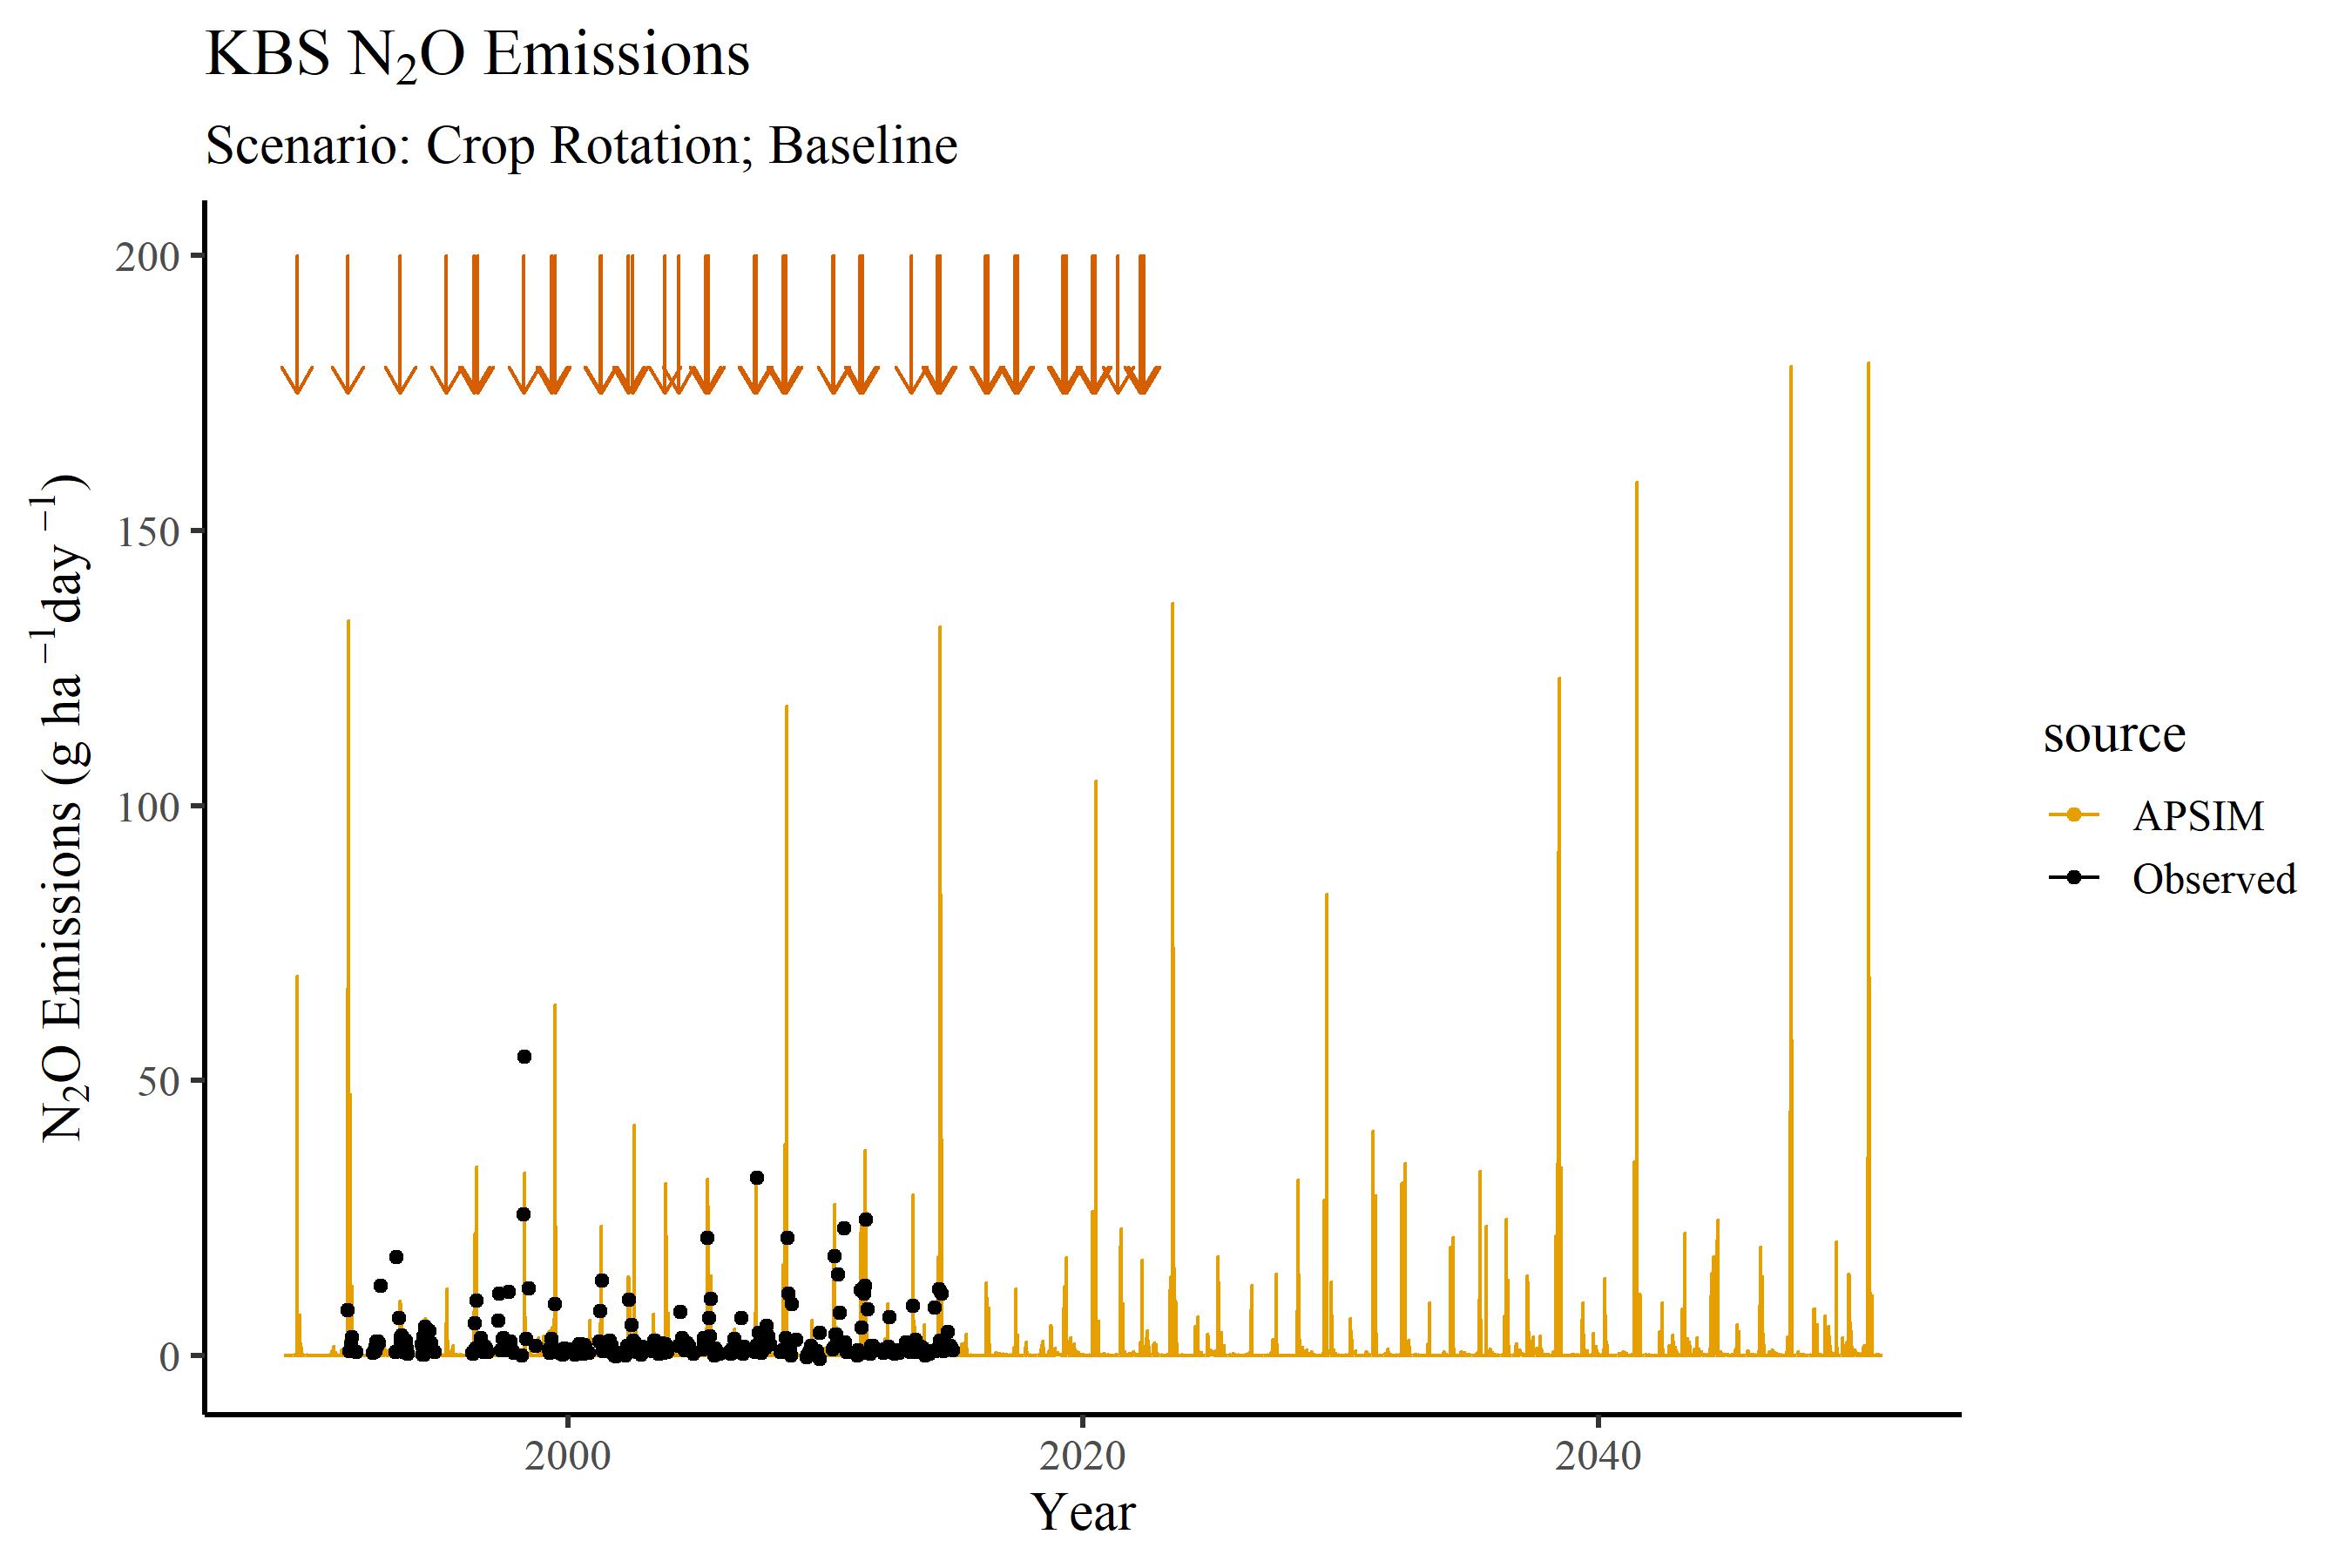 KBS N₂O Emissions
Scenario: Crop Rotation; Baseline
N₂O Emissions (g ha ⁻¹day ⁻¹)
200
150
100
50
0
2000
2020
2040
Year
source
APSIM
Observed